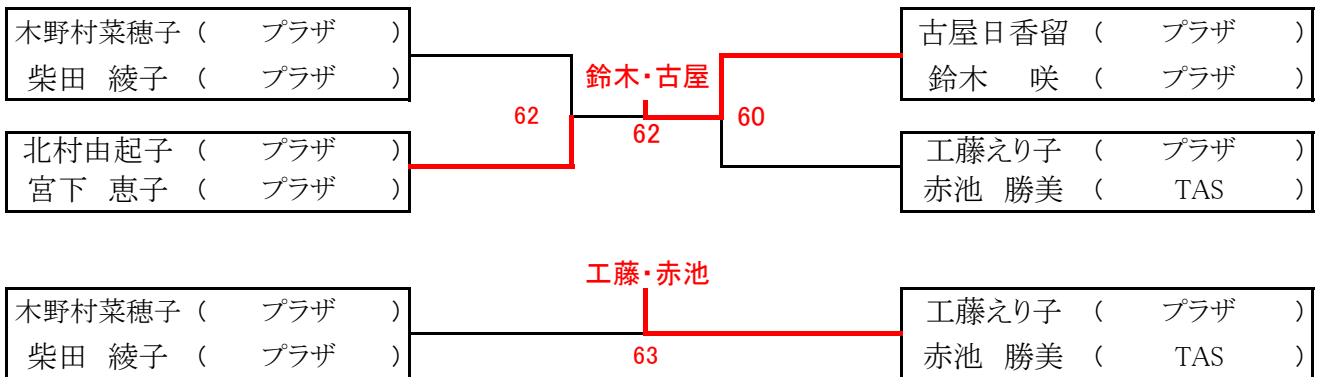 木野村菜穂子（　プラザ　）
柴田　綾子（　プラザ　）
古屋日香留（　プラザ　）
鈴木　咲（　プラザ　）
鈴木・古屋
62
62
60
北村由起子（　プラザ　）
宮下　恵子（　プラザ　）
工藤えり子（　プラザ　）
赤池　勝美（　TAS　）
工藤・赤池
木野村菜穂子（　プラザ　）
柴田　綾子（　プラザ　）
工藤えり子（　プラザ　）
赤池　勝美（　TAS　）
63